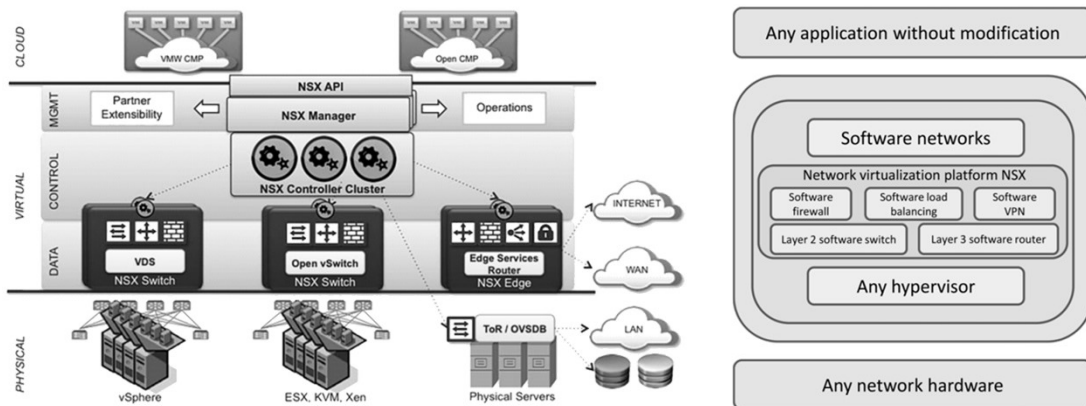 CLOUD
VMW CMP
Open CMP
VIRTUAL
MGMT
Partner
Extensibility
NSX API
NSX Manager
Operations
CONTROL
NSX Controller Cluster
DATA
VDS
NSX Switch
Open vSwitch
NSX Switch
Edge Services
Router
NSX Edge
INTERNET
WAN
PHYSICAL
vSphere
ESX, KVM, Xen
ToR / OVSDB
Physical Servers
LAN
Any application without modification
Software networks
Network virtualization platform NSX
Software
firewall
Software load
balancing
Software
VPN
Layer 2 software switch
Layer 3 software router
Any hypervisor
Any network hardware